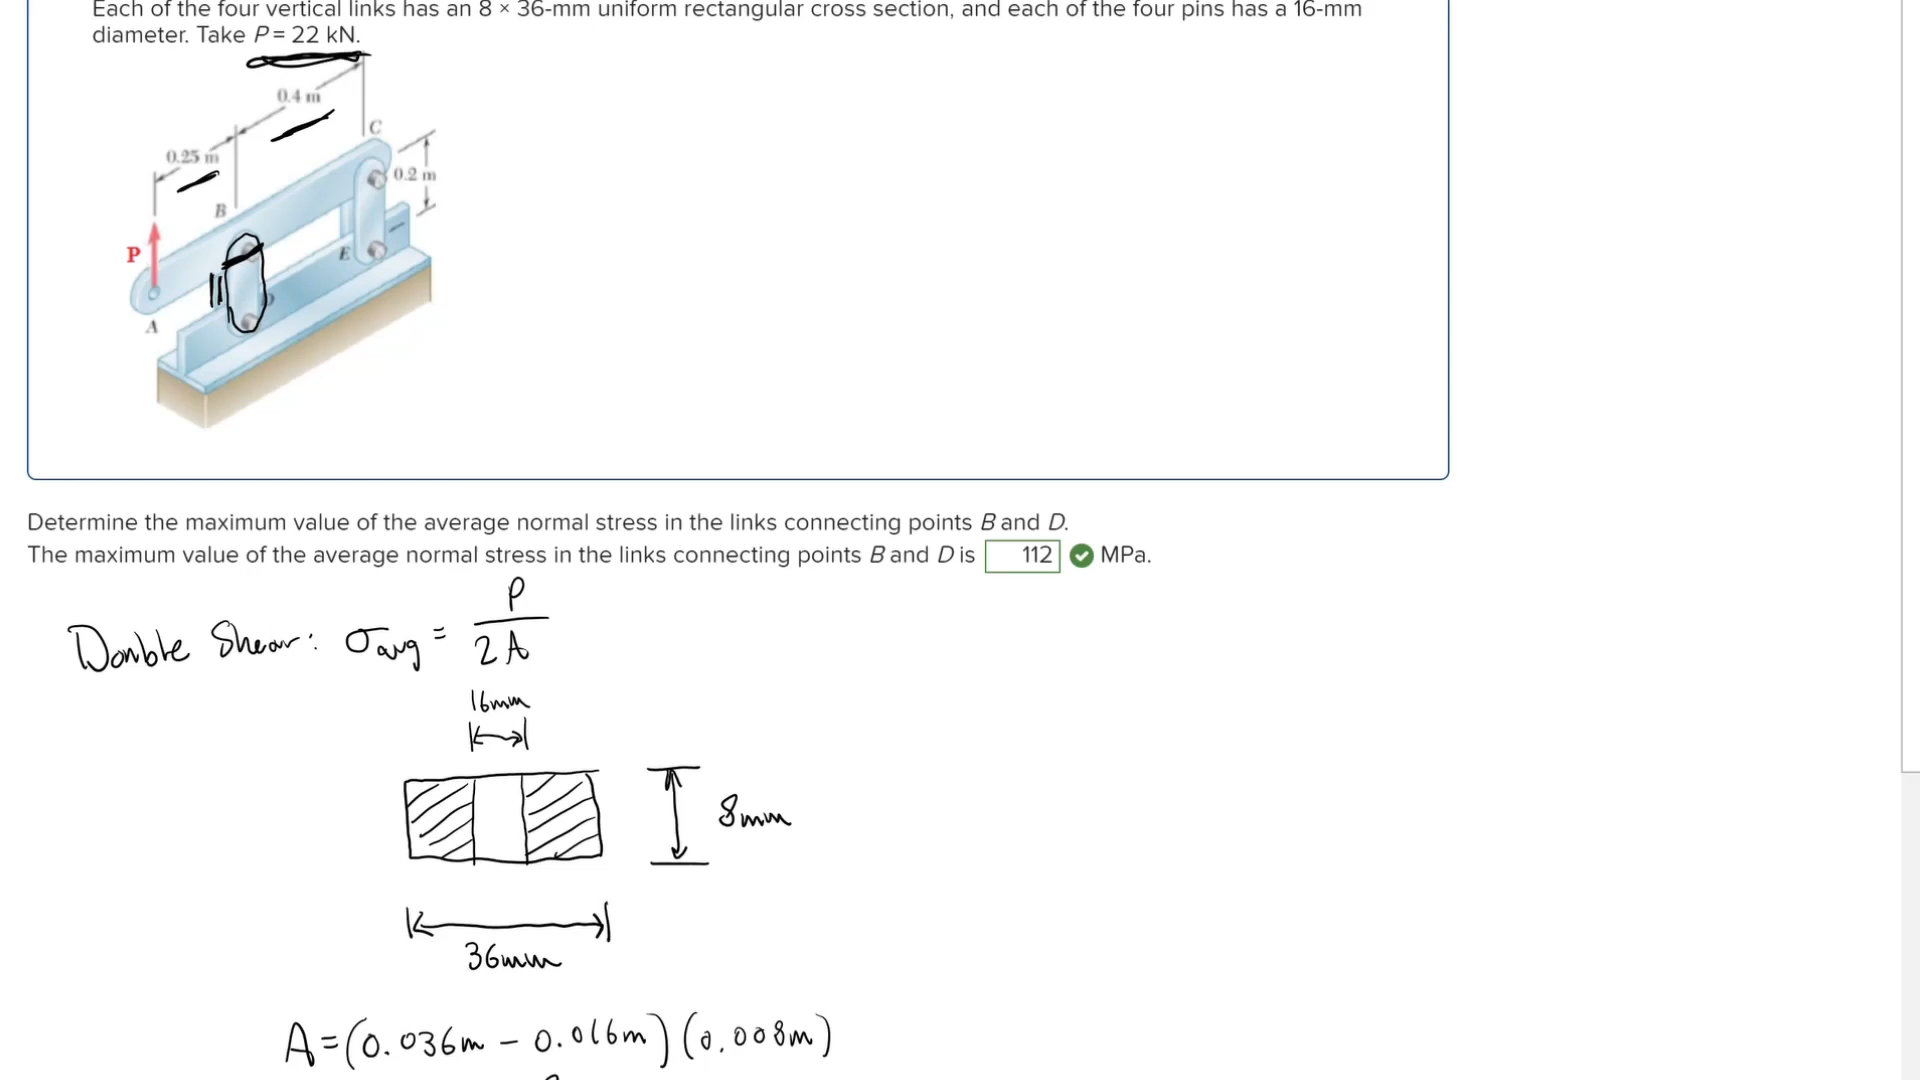 Each of the four vertical links has an 8 × 36-mm uniform rectangular cross section, and each of the four pins has a 16-mm
diameter. Take P = 22 kN.
0.4 m
C
0.25 m
0.2 m
B
P
E
A
Determine the maximum value of the average normal stress in the links connecting points B and D.
The maximum value of the average normal stress in the links connecting points B and D is 112 MPa.
Double Shear: σavg = P / 2A
16mm
8mm
36mm
A = (0.036m - 0.016m)(0.008m)